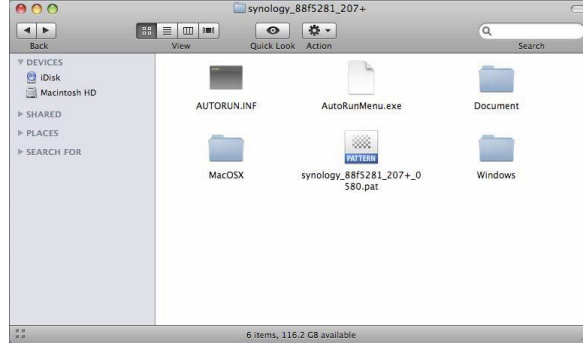 synology_88f5281_207+
Back
View
Quick Look
Action
Search
DEVICES
iDisk
Macintosh HD
SHARED
PLACES
SEARCH FOR
AUTORUN.INF
AutoRunMenu.exe
Document
MacOSX
PATTERN
synology_88f5281_207+_0
580.pat
Windows
6 items, 116.2 GB available